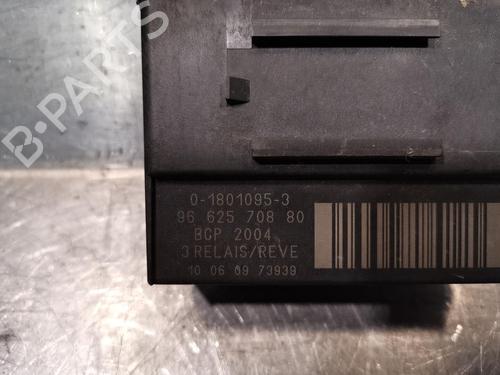 B-PARTS
0-1801095-3
96 625 708 80
BCP 2004
3 RELAIS/REVE
10 06 09 73939